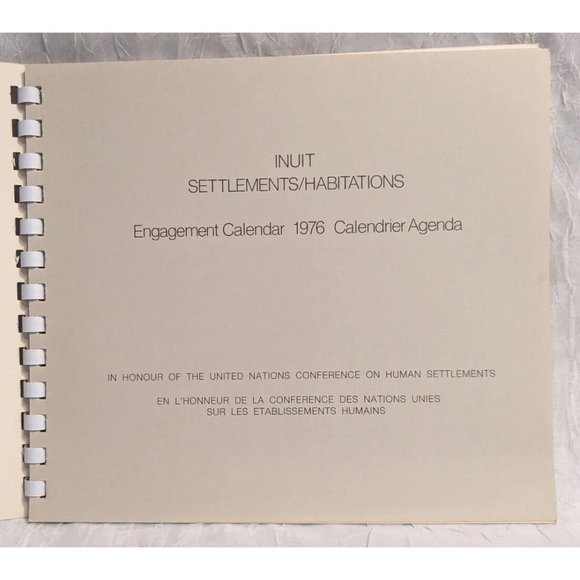 INUIT
SETTLEMENTS/HABITATIONS
Engagement Calendar 1976 Calendrier Agenda
IN HONOUR OF THE UNITED NATIONS CONFERENCE ON HUMAN SETTLEMENTS
EN L'HONNEUR DE LA CONFERENCE DES NATIONS UNIES
SUR LES ETABLISSEMENTS HUMAINS